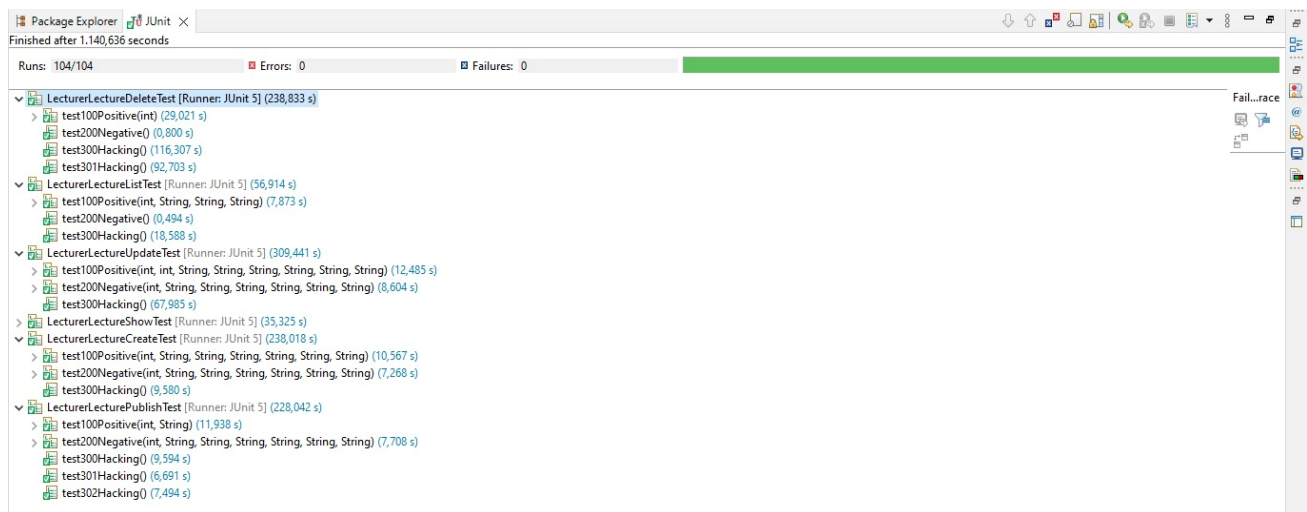 Package Explorer JUnit
Finished after 1.140,636 seconds
Runs: 104/104 Errors: 0 Failures: 0
LecturerLectureDeleteTest [Runner: JUnit 5] (238,833 s)
Fail...race
test100Positive(int) (29,021 s)
test200Negative() (0,800 s)
test300Hacking() (116,307 s)
test301Hacking() (92,703 s)
LecturerLectureListTest [Runner: JUnit 5] (56,914 s)
test100Positive(int, String, String, String) (7,873 s)
test200Negative() (0,494 s)
test300Hacking() (18,588 s)
LecturerLectureUpdateTest [Runner: JUnit 5] (309,441 s)
test100Positive(int, int, String, String, String, String, String, String) (12,485 s)
test200Negative(int, String, String, String, String, String, String) (8,604 s)
test300Hacking() (67,985 s)
LecturerLectureShowTest [Runner: JUnit 5] (35,325 s)
LecturerLectureCreateTest [Runner: JUnit 5] (238,018 s)
test100Positive(int, String, String, String, String, String, String) (10,567 s)
test200Negative(int, String, String, String, String, String, String) (7,268 s)
test300Hacking() (9,580 s)
LecturerLecturePublishTest [Runner: JUnit 5] (228,042 s)
test100Positive(int, String) (11,938 s)
test200Negative(int, String, String, String, String, String, String) (7,708 s)
test300Hacking() (9,594 s)
test301Hacking() (6,691 s)
test302Hacking() (7,494 s)